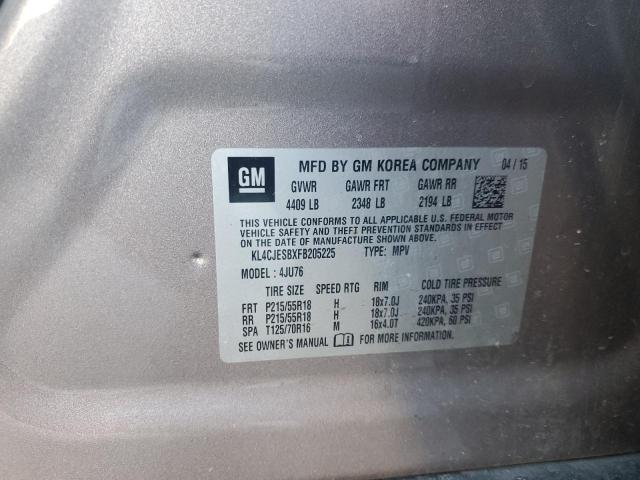 GM
MFD BY GM KOREA COMPANY 04 / 15
GVWR GAWR FRT GAWR RR
4409 LB 2348 LB 2194 LB
THIS VEHICLE CONFORMS TO ALL APPLICABLE U.S. FEDERAL MOTOR
VEHICLE SAFETY AND THEFT PREVENTION STANDARDS IN EFFECT
ON THE DATE OF MANUFACTURE SHOWN ABOVE.
KL4CJESBXFB205225 TYPE: MPV
MODEL : 4JU76
TIRE SIZE SPEED RTG RIM COLD TIRE PRESSURE
FRT P215/55R18 H 18x7.0J 240KPA, 35 PSI
RR P215/55R18 H 18x7.0J 240KPA, 35 PSI
SPA T125/70R16 M 16x4.0T 420KPA, 60 PSI
SEE OWNER'S MANUAL FOR MORE INFORMATION.